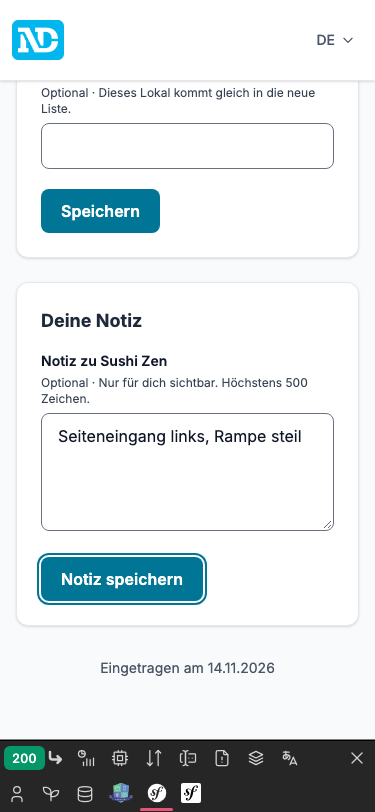 ND
DE
Optional · Dieses Lokal kommt gleich in die neue
Liste.
Speichern
Deine Notiz
Notiz zu Sushi Zen
Optional · Nur für dich sichtbar. Höchstens 500
Zeichen.
Seiteneingang links, Rampe steil
Notiz speichern
Eingetragen am 14.11.2026
200